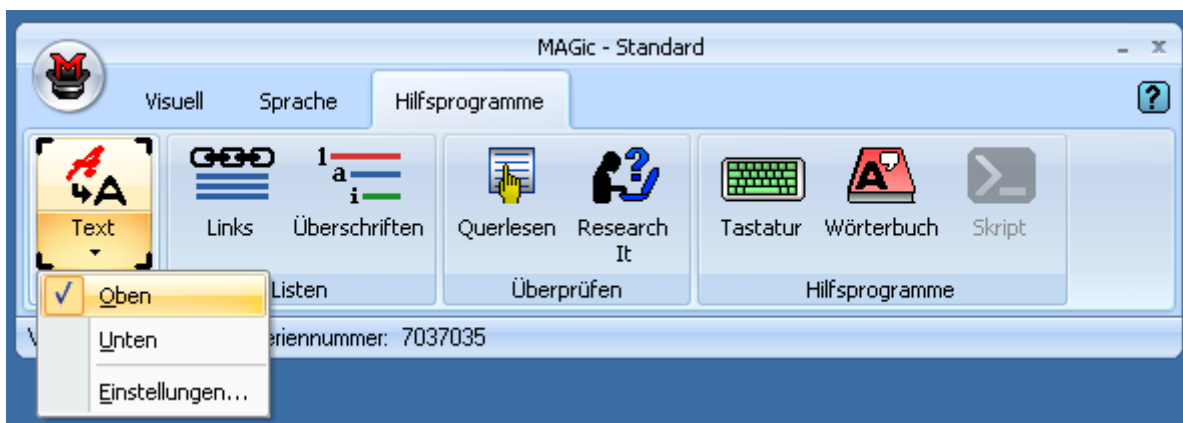 MAGic - Standard
Visuell Sprache Hilfsprogramme
Text Links Überschriften Querlesen Research It Tastatur Wörterbuch Skript
Listen Überprüfen Hilfsprogramme
Oben
Unten
Einstellungen...
eriennummer: 7037035